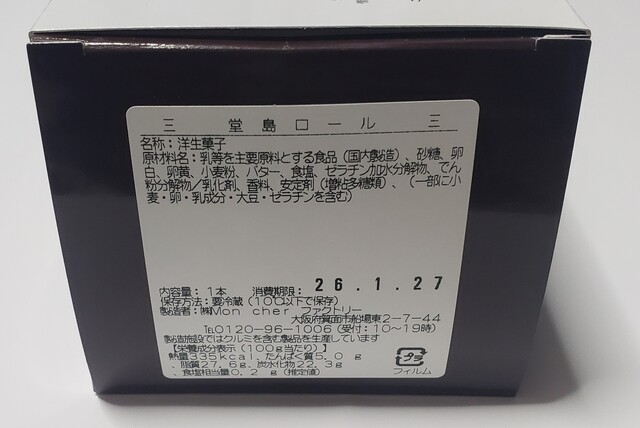 三 堂島ロール 三
名称：洋生菓子
原材料名：乳等を主要原料とする食品（国内製造）、砂糖、卵
白、卵黄、小麦粉、バター、食塩、ゼラチン加水分解物、でん
粉分解物／乳化剤、香料、安定剤（増粘多糖類）、（一部に小
麦・卵・乳成分・大豆・ゼラチンを含む）
内容量：1本 消費期限：26.1.27
保存方法：要冷蔵（10℃以下で保存）
製造者：㈱Mon cher ファクトリー
大阪府箕面市船場東2-7-44
℡0120-96-1006（受付：10～19時）
製造施設ではクルミを含む製品を生産しています
【栄養成分表示（100g当たり）】
熱量335kcal、たんぱく質5.0g
、脂質27.6g、炭水化物22.3g
、食塩相当量0.2g（推定値）
プラ
フィルム